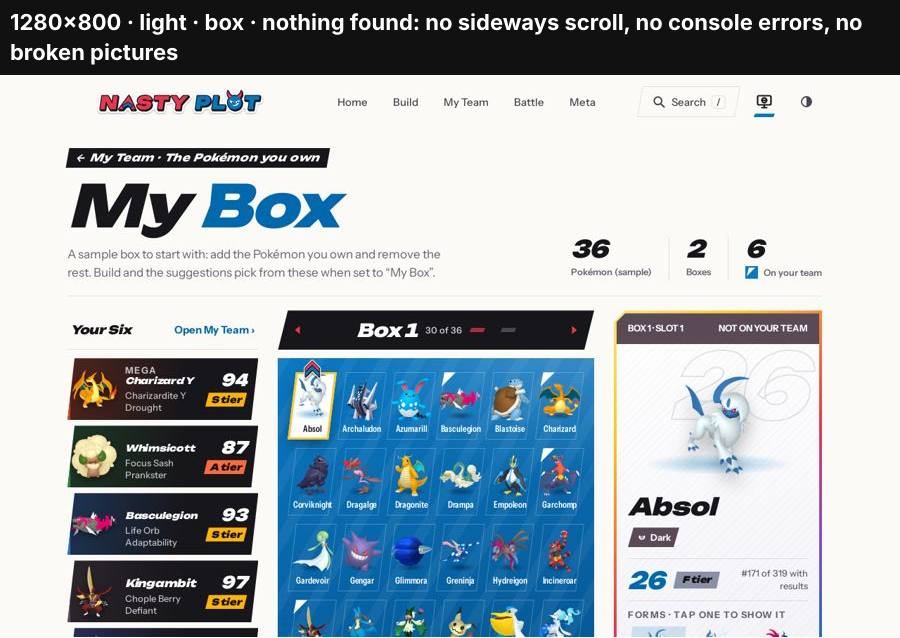 1280×800 · light · box · nothing found: no sideways scroll, no console errors, no
broken pictures
NASTY PLOT
Home
Build
My Team
Battle
Meta
Search /
← My Team · The Pokémon you own
My Box
A sample box to start with: add the Pokémon you own and remove the
rest. Build and the suggestions pick from these when set to “My Box”.
36
Pokémon (sample)
2
Boxes
6
On your team
Your Six
Open My Team ›
MEGA
Charizard Y
94
Charizardite Y
Drought
S tier
Whimsicott
87
Focus Sash
Prankster
A tier
Basculegion
93
Life Orb
Adaptability
S tier
Kingambit
97
Chople Berry
Defiant
S tier
Box 1
30 of 36
Absol
Archaludon
Azumarill
Basculegion
Blastoise
Charizard
Corviknight
Dragalge
Dragonite
Drampa
Empoleon
Garchomp
Gardevoir
Gengar
Glimmora
Greninja
Hydreigon
Incineroar
BOX 1 · SLOT 1
NOT ON YOUR TEAM
26
Absol
Dark
26
F tier
#171 of 319 with
results
FORMS · TAP ONE TO SHOW IT